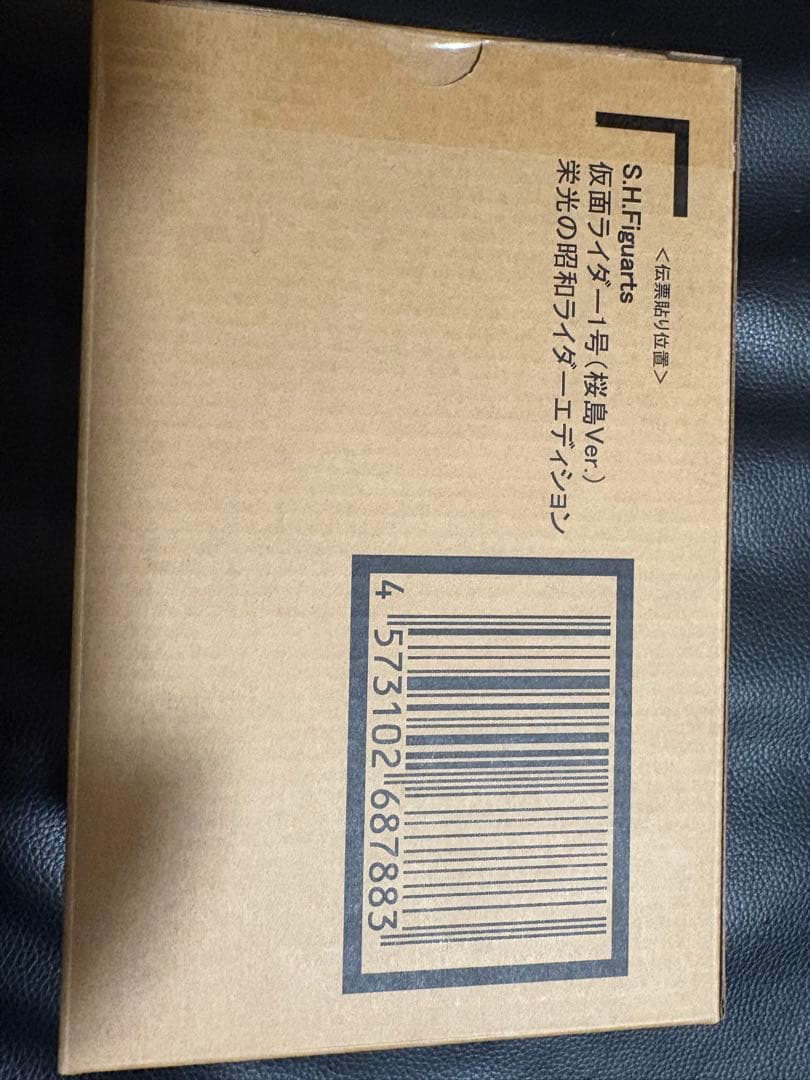 <伝票貼り位置>
S.H.Figuarts
仮面ライダー1号(桜島Ver.)
栄光の昭和ライダーエディション
4 573102 687883